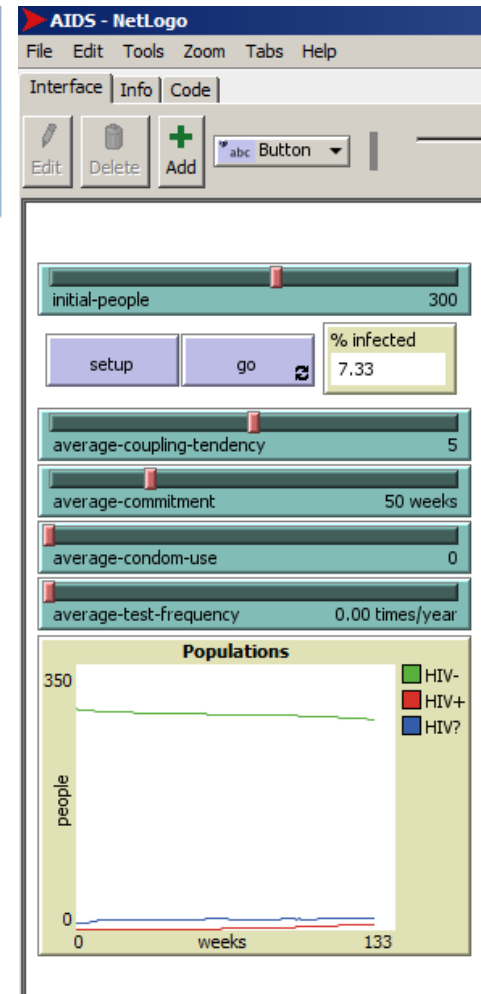 AIDS - NetLogo
File Edit Tools Zoom Tabs Help
Interface Info Code
Edit Delete Add abc Button
initial-people 300
setup go % infected
7.33
average-coupling-tendency 5
average-commitment 50 weeks
average-condom-use 0
average-test-frequency 0.00 times/year
Populations
350
HIV-
HIV+
HIV?
people
0
0 weeks 133